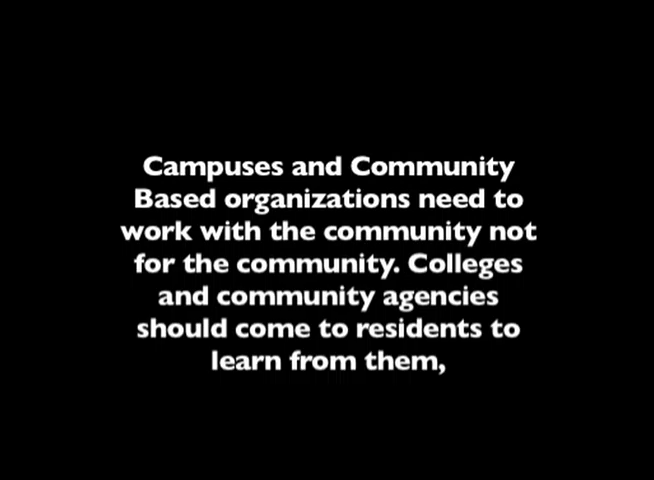 Campuses and Community
Based organizations need to
work with the community not
for the community. Colleges
and community agencies
should come to residents to
learn from them,